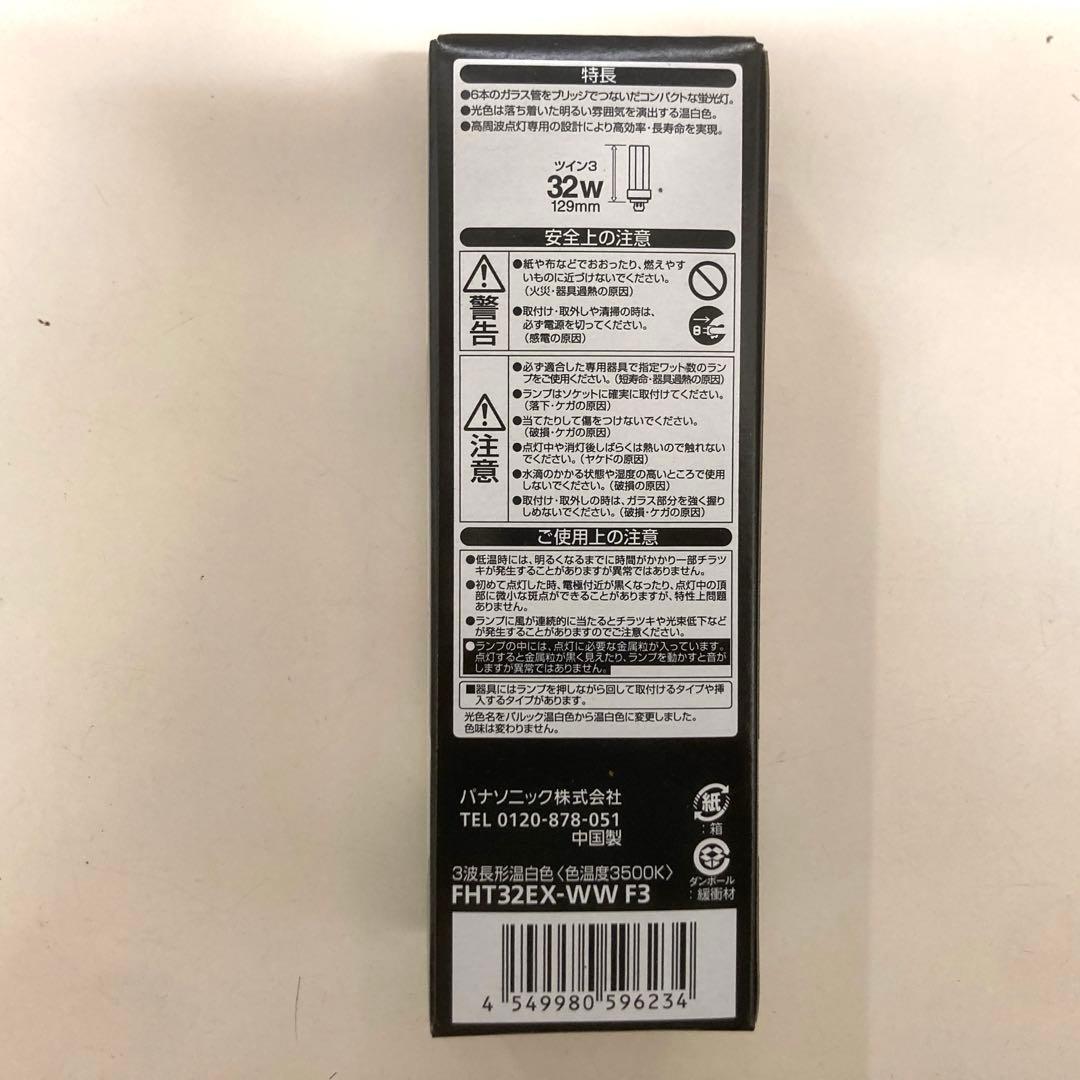 特長
●6本のガラス管をブリッジでつないだコンパクトな蛍光灯。
●光色は落ち着いた明るい雰囲気を演出する温白色。
●高周波点灯専用の設計により高効率・長寿命を実現。
ツイン3
32W
129mm
安全上の注意
警告
●紙や布などでおおったり、燃えやす
いものに近づけないでください。
（火災・器具過熱の原因）
●取付け・取外しや清掃の時は、
必ず電源を切ってください。
（感電の原因）
注意
●必ず適合した専用器具で指定ワット数のラン
プをご使用ください。（短寿命・器具過熱の原因）
●ランプはソケットに確実に取付けてください。
（落下・ケガの原因）
●当てたりして傷をつけないでください。
（破損・ケガの原因）
●点灯中や消灯後しばらくは熱いので触れない
でください。（ヤケドの原因）
●水滴のかかる状態や湿度の高いところで使用
しないでください。（破損の原因）
●取付け・取外しの時は、ガラス部分を強く握り
しめないでください。（破損・ケガの原因）
ご使用上の注意
●低温時には、明るくなるまでに時間がかかり一部チラツ
キが発生することがありますが異常ではありません。
●初めて点灯した時、電極付近が黒くなったり、点灯中の頂
部に微小な斑点ができることがありますが、特性上問題
ありません。
●ランプに風が連続的に当たるとチラツキや光束低下など
が発生することがありますのでご注意ください。
●ランプの中には、点灯に必要な金属粒が入っています。
点灯すると金属粒が黒く見えたり、ランプを動かすと音が
しますが異常ではありません。
■器具にはランプを押しながら回して取付けるタイプや挿
入するタイプがあります。
光色名をパルック温白色から温白色に変更しました。
色味は変わりません。
パナソニック株式会社
TEL 0120-878-051
中国製
紙
：箱
ダンボール
：緩衝材
3波長形温白色〈色温度3500K〉
FHT32EX-WW F3
4 549980 596234